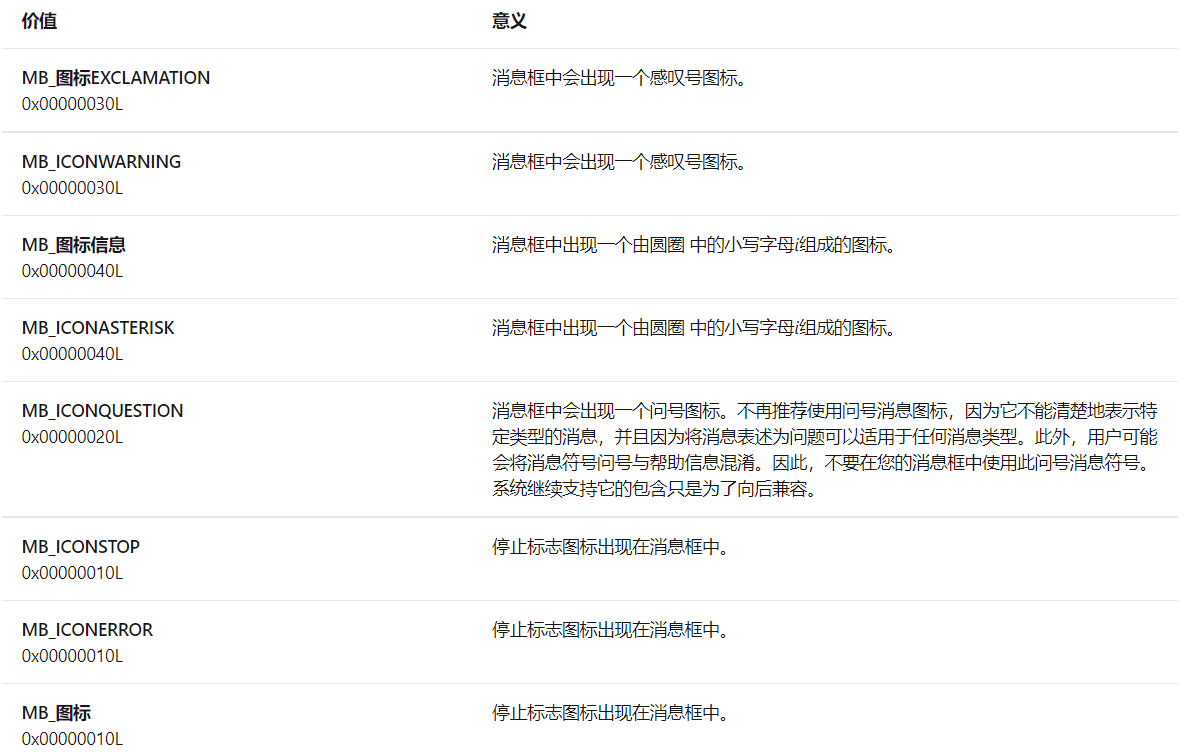 价值 意义
MB_图标EXCLAMATION 消息框中会出现一个感叹号图标。
0x00000030L
MB_ICONWARNING 消息框中会出现一个感叹号图标。
0x00000030L
MB_图标信息 消息框中出现一个由圆圈 中的小写字母i组成的图标。
0x00000040L
MB_ICONASTERISK 消息框中出现一个由圆圈 中的小写字母i组成的图标。
0x00000040L
MB_ICONQUESTION 消息框中会出现一个问号图标。不再推荐使用问号消息图标，因为它不能清楚地表示特
0x00000020L 定类型的消息，并且因为将消息表述为问题可以适用于任何消息类型。此外，用户可能
会将消息符号问号与帮助信息混淆。因此，不要在您的消息框中使用此问号消息符号。
系统继续支持它的包含只是为了向后兼容。
MB_ICONSTOP 停止标志图标出现在消息框中。
0x00000010L
MB_ICONERROR 停止标志图标出现在消息框中。
0x00000010L
MB_图标 停止标志图标出现在消息框中。
0x00000010L